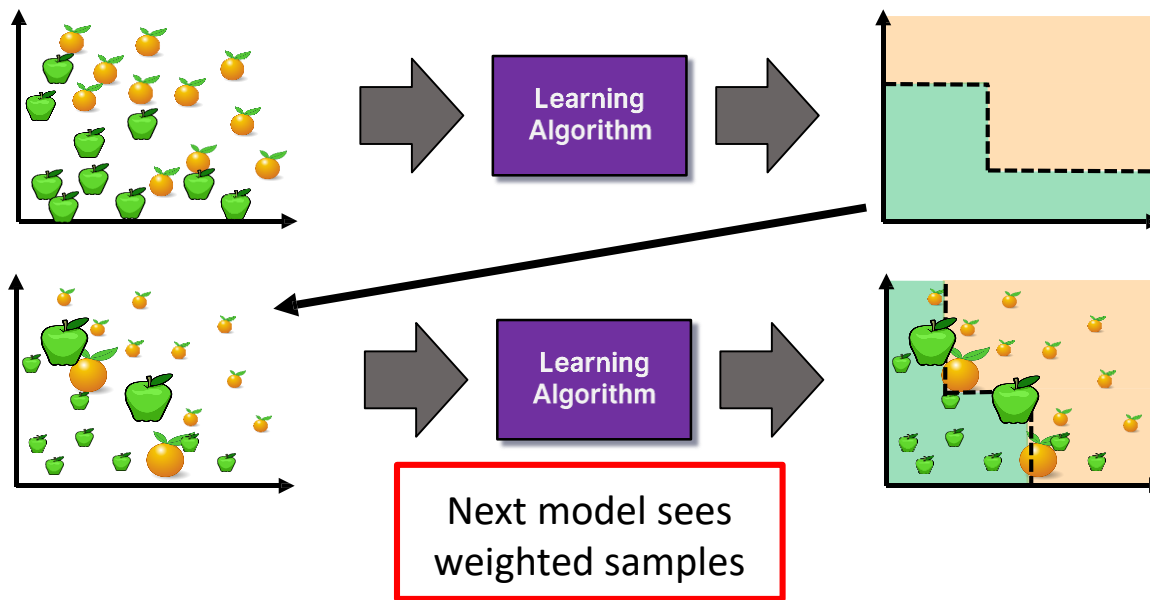 Learning
Algorithm
Learning
Algorithm
Next model sees
weighted samples